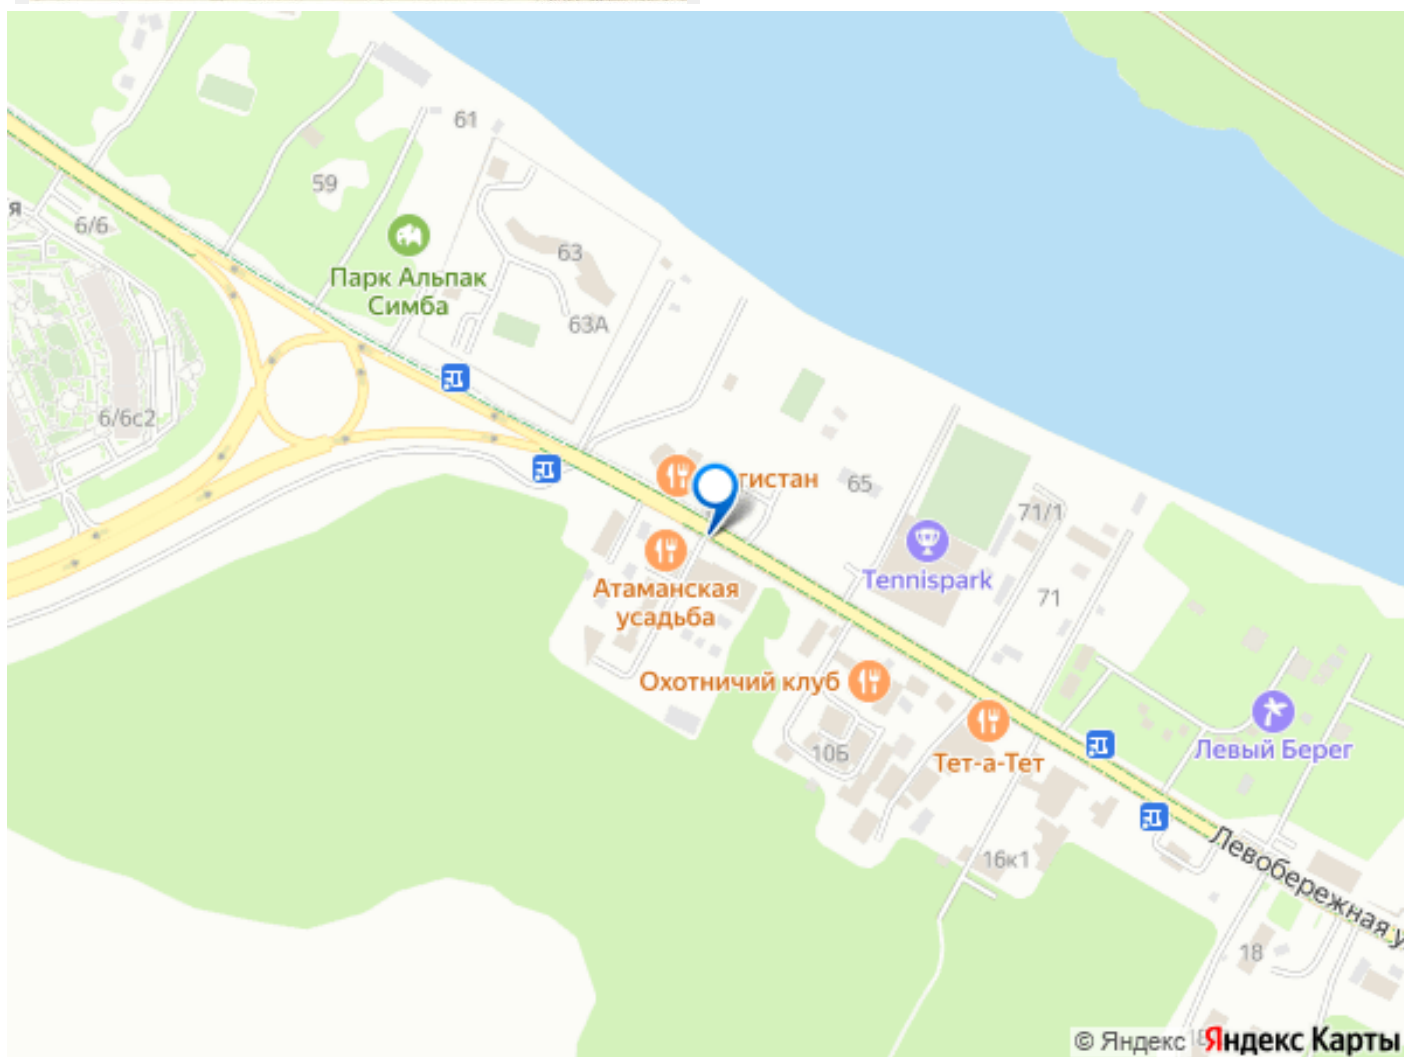 61
59
я
6/6
Парк Альпак
Симба
63
63А
6/6с2
гистан
65
71/1
Tennispark
Атаманская
усадьба
71
Охотничий клуб
10Б
Тет-а-Тет
Левый Берег
16к1
Левобережная у
18
© Яндекс
Яндекс Карты